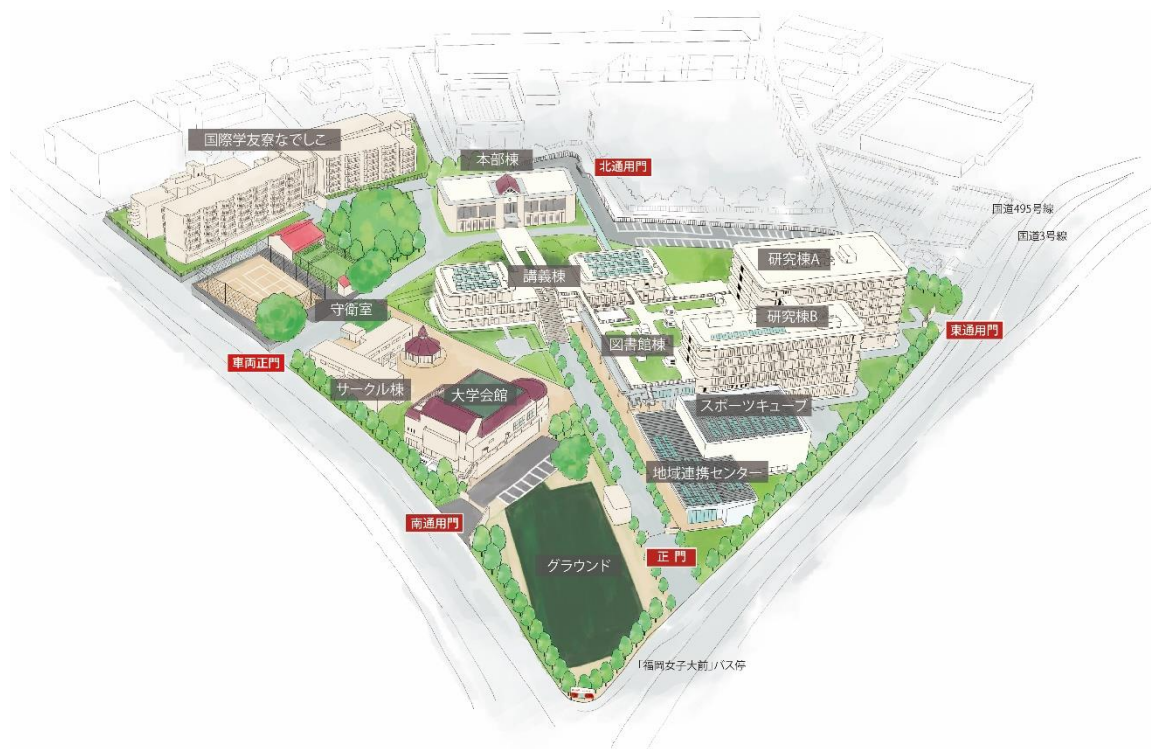 国際学友寮なでしこ
本部棟
北通用門
国道495号線
国道3号線
研究棟A
講義棟
守衛室
研究棟B
東通用門
図書館棟
車両正門
サークル棟
大学会館
スポーツキューブ
地域連携センター
南通用門
正門
グラウンド
「福岡女子大前」バス停